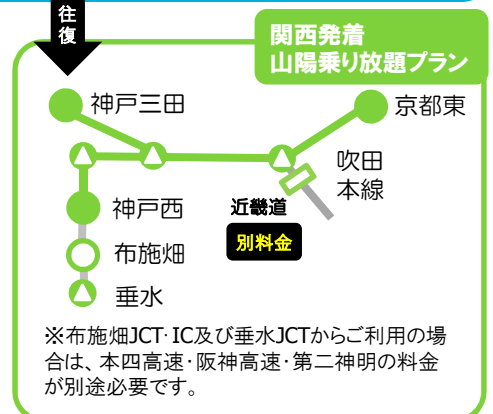 往
復
関西発着
山陽乗り放題プラン
神戸三田
京都東
吹田
本線
神戸西
近畿道
別料金
布施畑
垂水
※布施畑JCT･IC及び垂水JCTからご利用の場
合は、本四高速･阪神高速･第二神明の料金
が別途必要です。